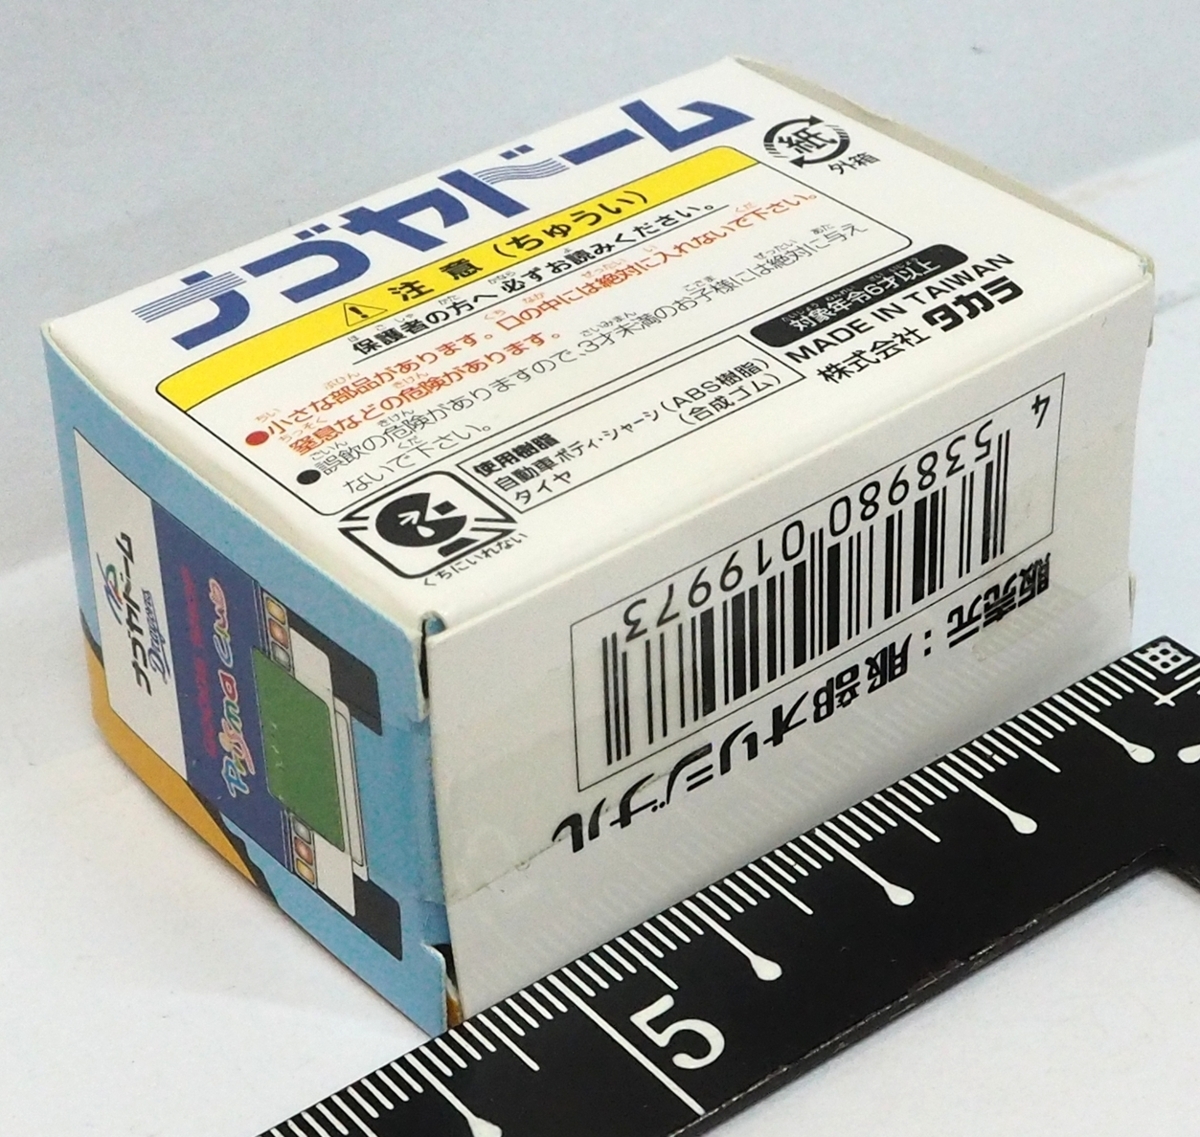 ナゴヤドーム
紙
外箱
注意(ちゅうい)
保護者の方へ必ずお読みください。
●小さな部品があります。口の中には絶対に入れないで下さい。
窒息などの危険があります。
●誤飲の危険がありますので、3才未満のお子様には絶対に与え
ないで下さい。
くちにいれない
使用樹脂
自動車ボディ・シャーシ(ABS樹脂)
タイヤ (合成ゴム)
対象年令6才以上
MADE IN TAIWAN
株式会社タカラ
4 538980 019973
販売元:服部オリジナル
ナゴヤドーム
Dragons
Prisma Club
5